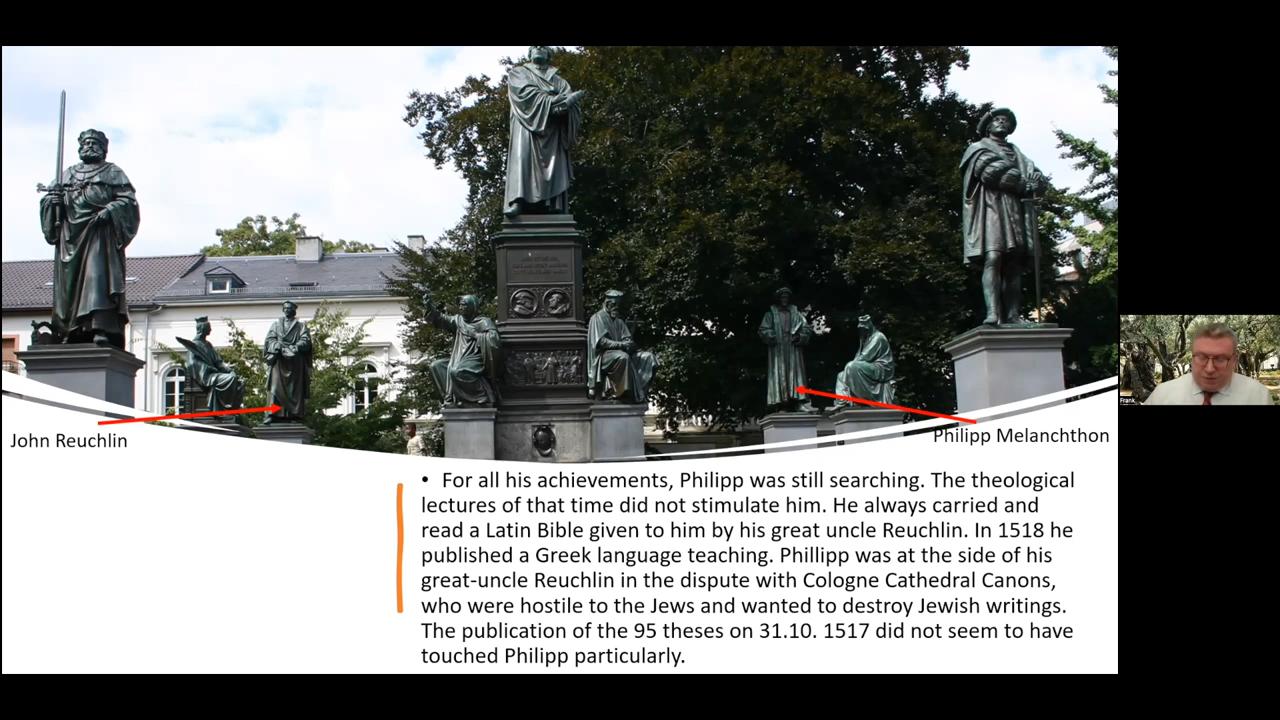 John Reuchlin
Philipp Melanchthon
• For all his achievements, Philipp was still searching. The theological
lectures of that time did not stimulate him. He always carried and
read a Latin Bible given to him by his great uncle Reuchlin. In 1518 he
published a Greek language teaching. Phillipp was at the side of his
great-uncle Reuchlin in the dispute with Cologne Cathedral Canons,
who were hostile to the Jews and wanted to destroy Jewish writings.
The publication of the 95 theses on 31.10. 1517 did not seem to have
touched Philipp particularly.
Frank